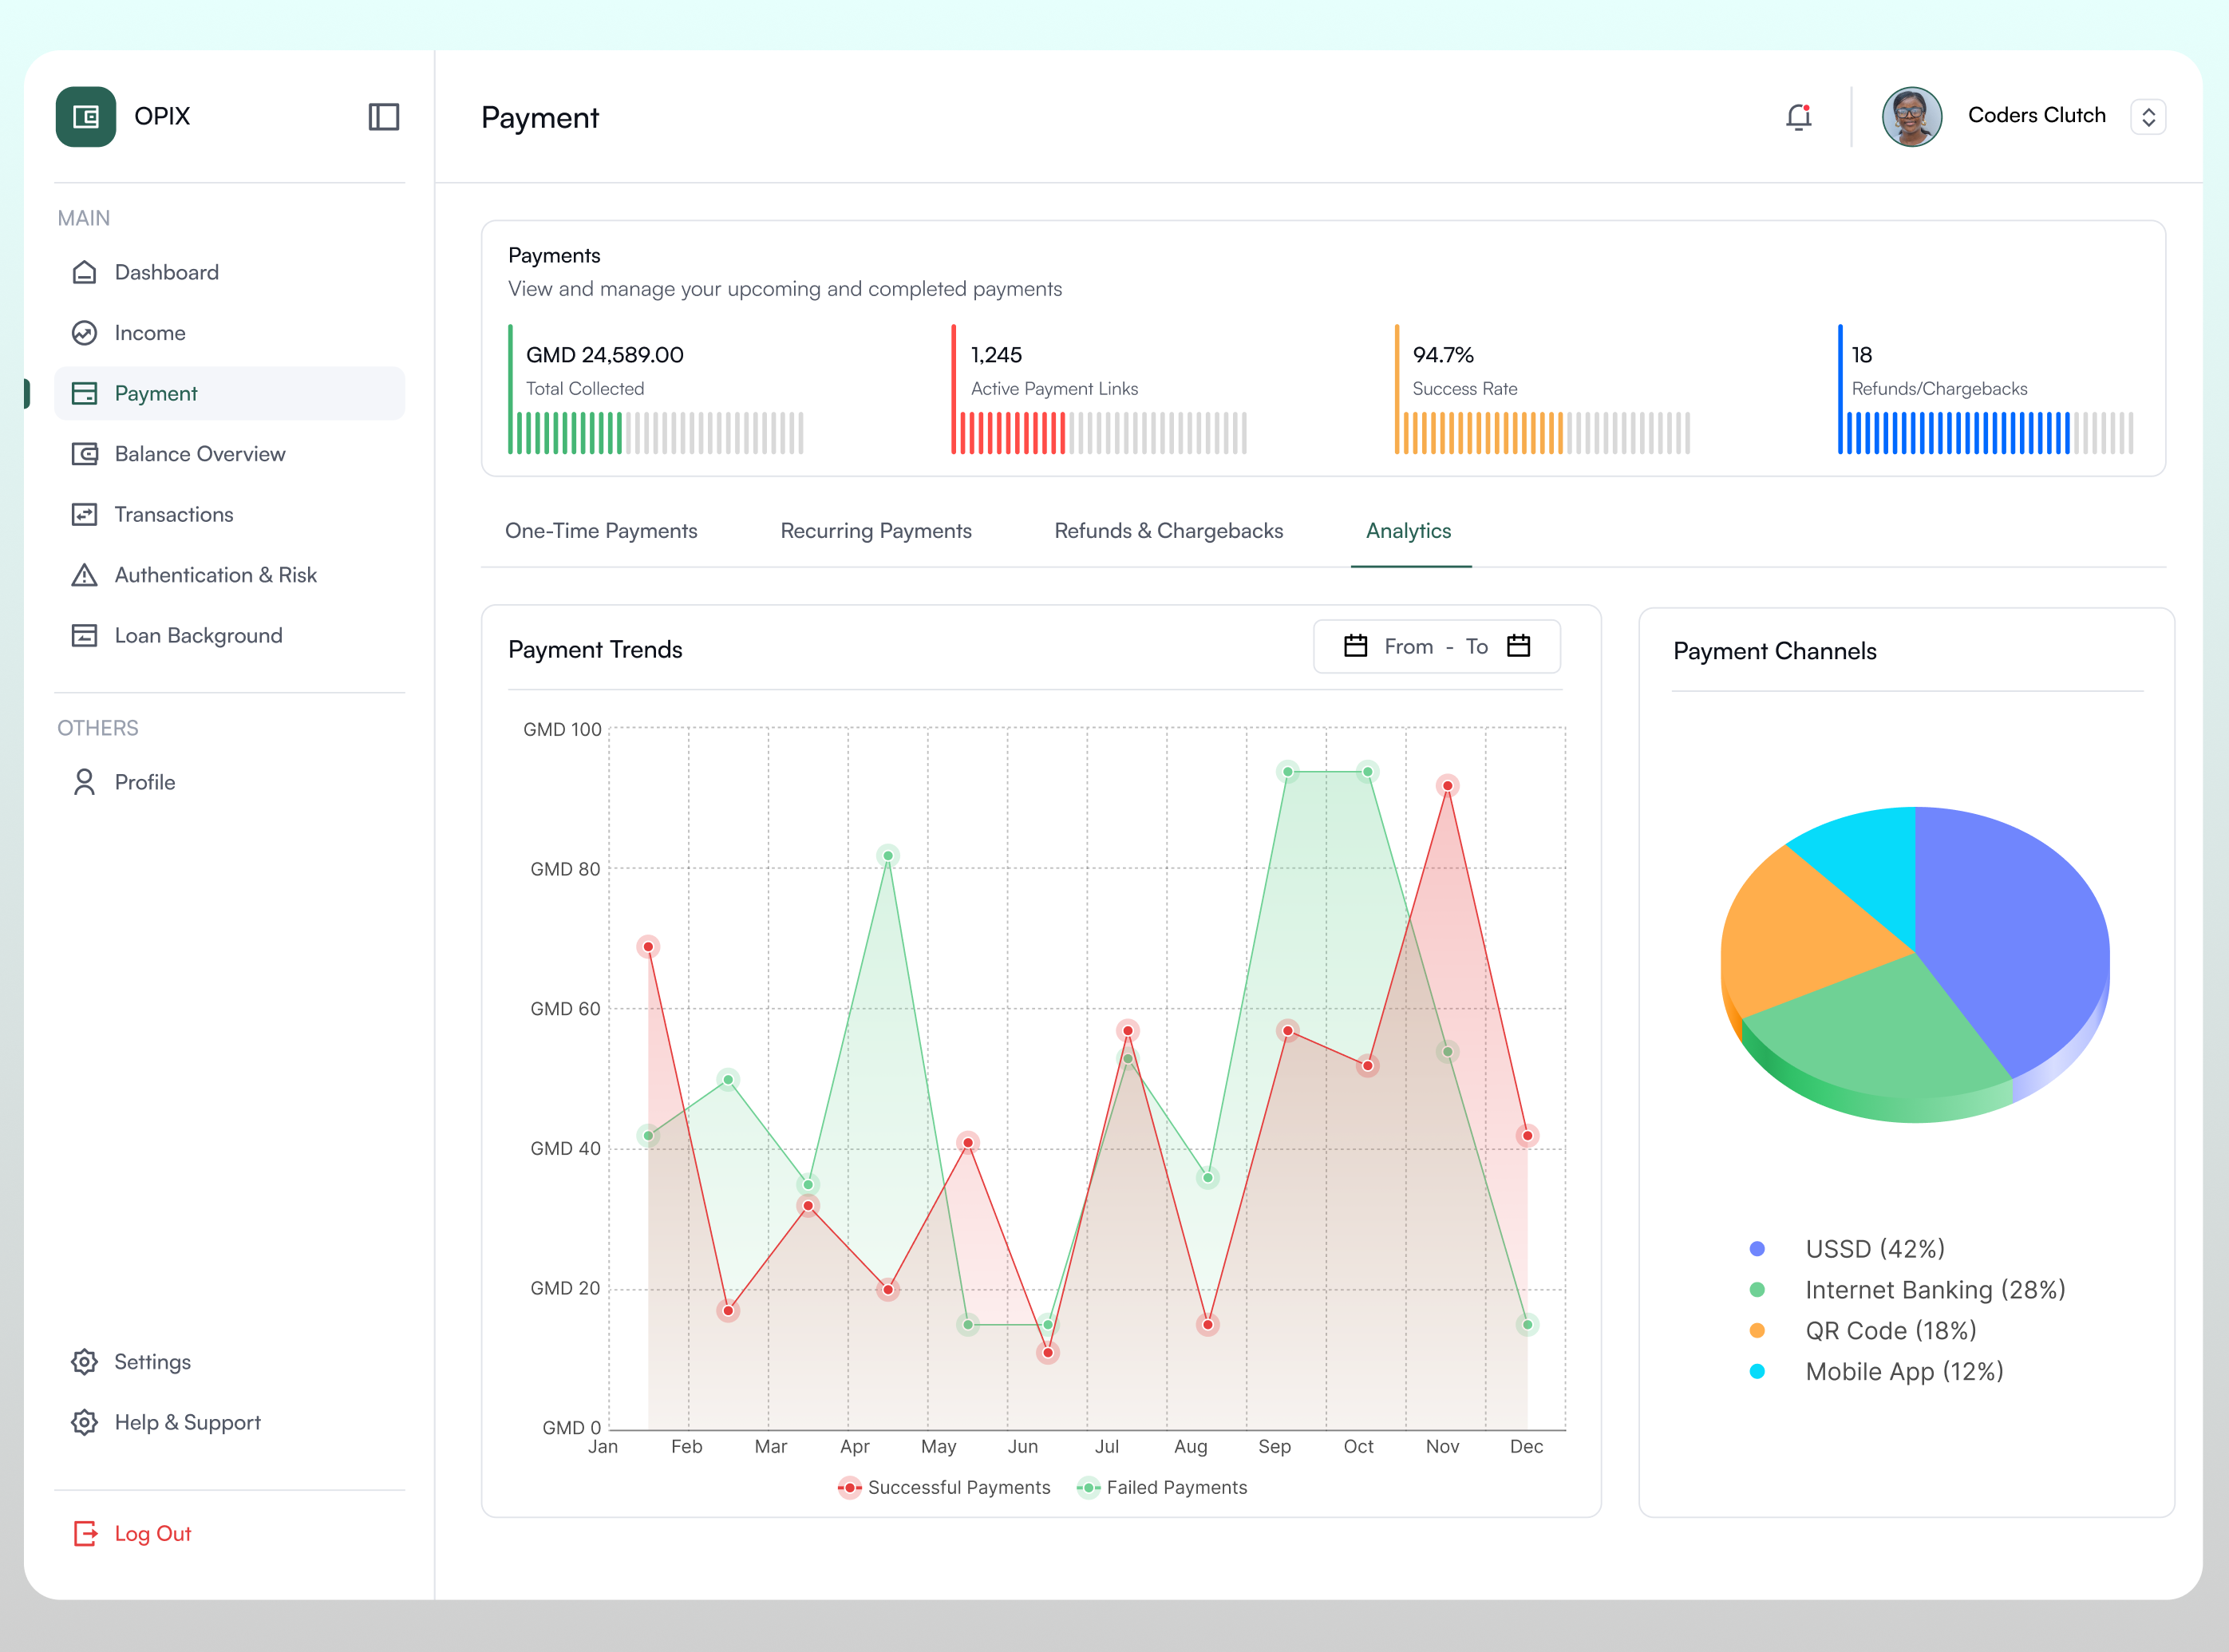 OPIX
MAIN
Dashboard
Income
Payment
Balance Overview
Transactions
Authentication & Risk
Loan Background
OTHERS
Profile
Settings
Help & Support
Log Out
Payment
Coders Clutch
Payments
View and manage your upcoming and completed payments
GMD 24,589.00
Total Collected
1,245
Active Payment Links
94.7%
Success Rate
18
Refunds/Chargebacks
One-Time Payments
Recurring Payments
Refunds & Chargebacks
Analytics
Payment Trends
From - To
GMD 100
GMD 80
GMD 60
GMD 40
GMD 20
GMD 0
Jan Feb Mar Apr May Jun Jul Aug Sep Oct Nov Dec
Successful Payments Failed Payments
Payment Channels
USSD (42%)
Internet Banking (28%)
QR Code (18%)
Mobile App (12%)